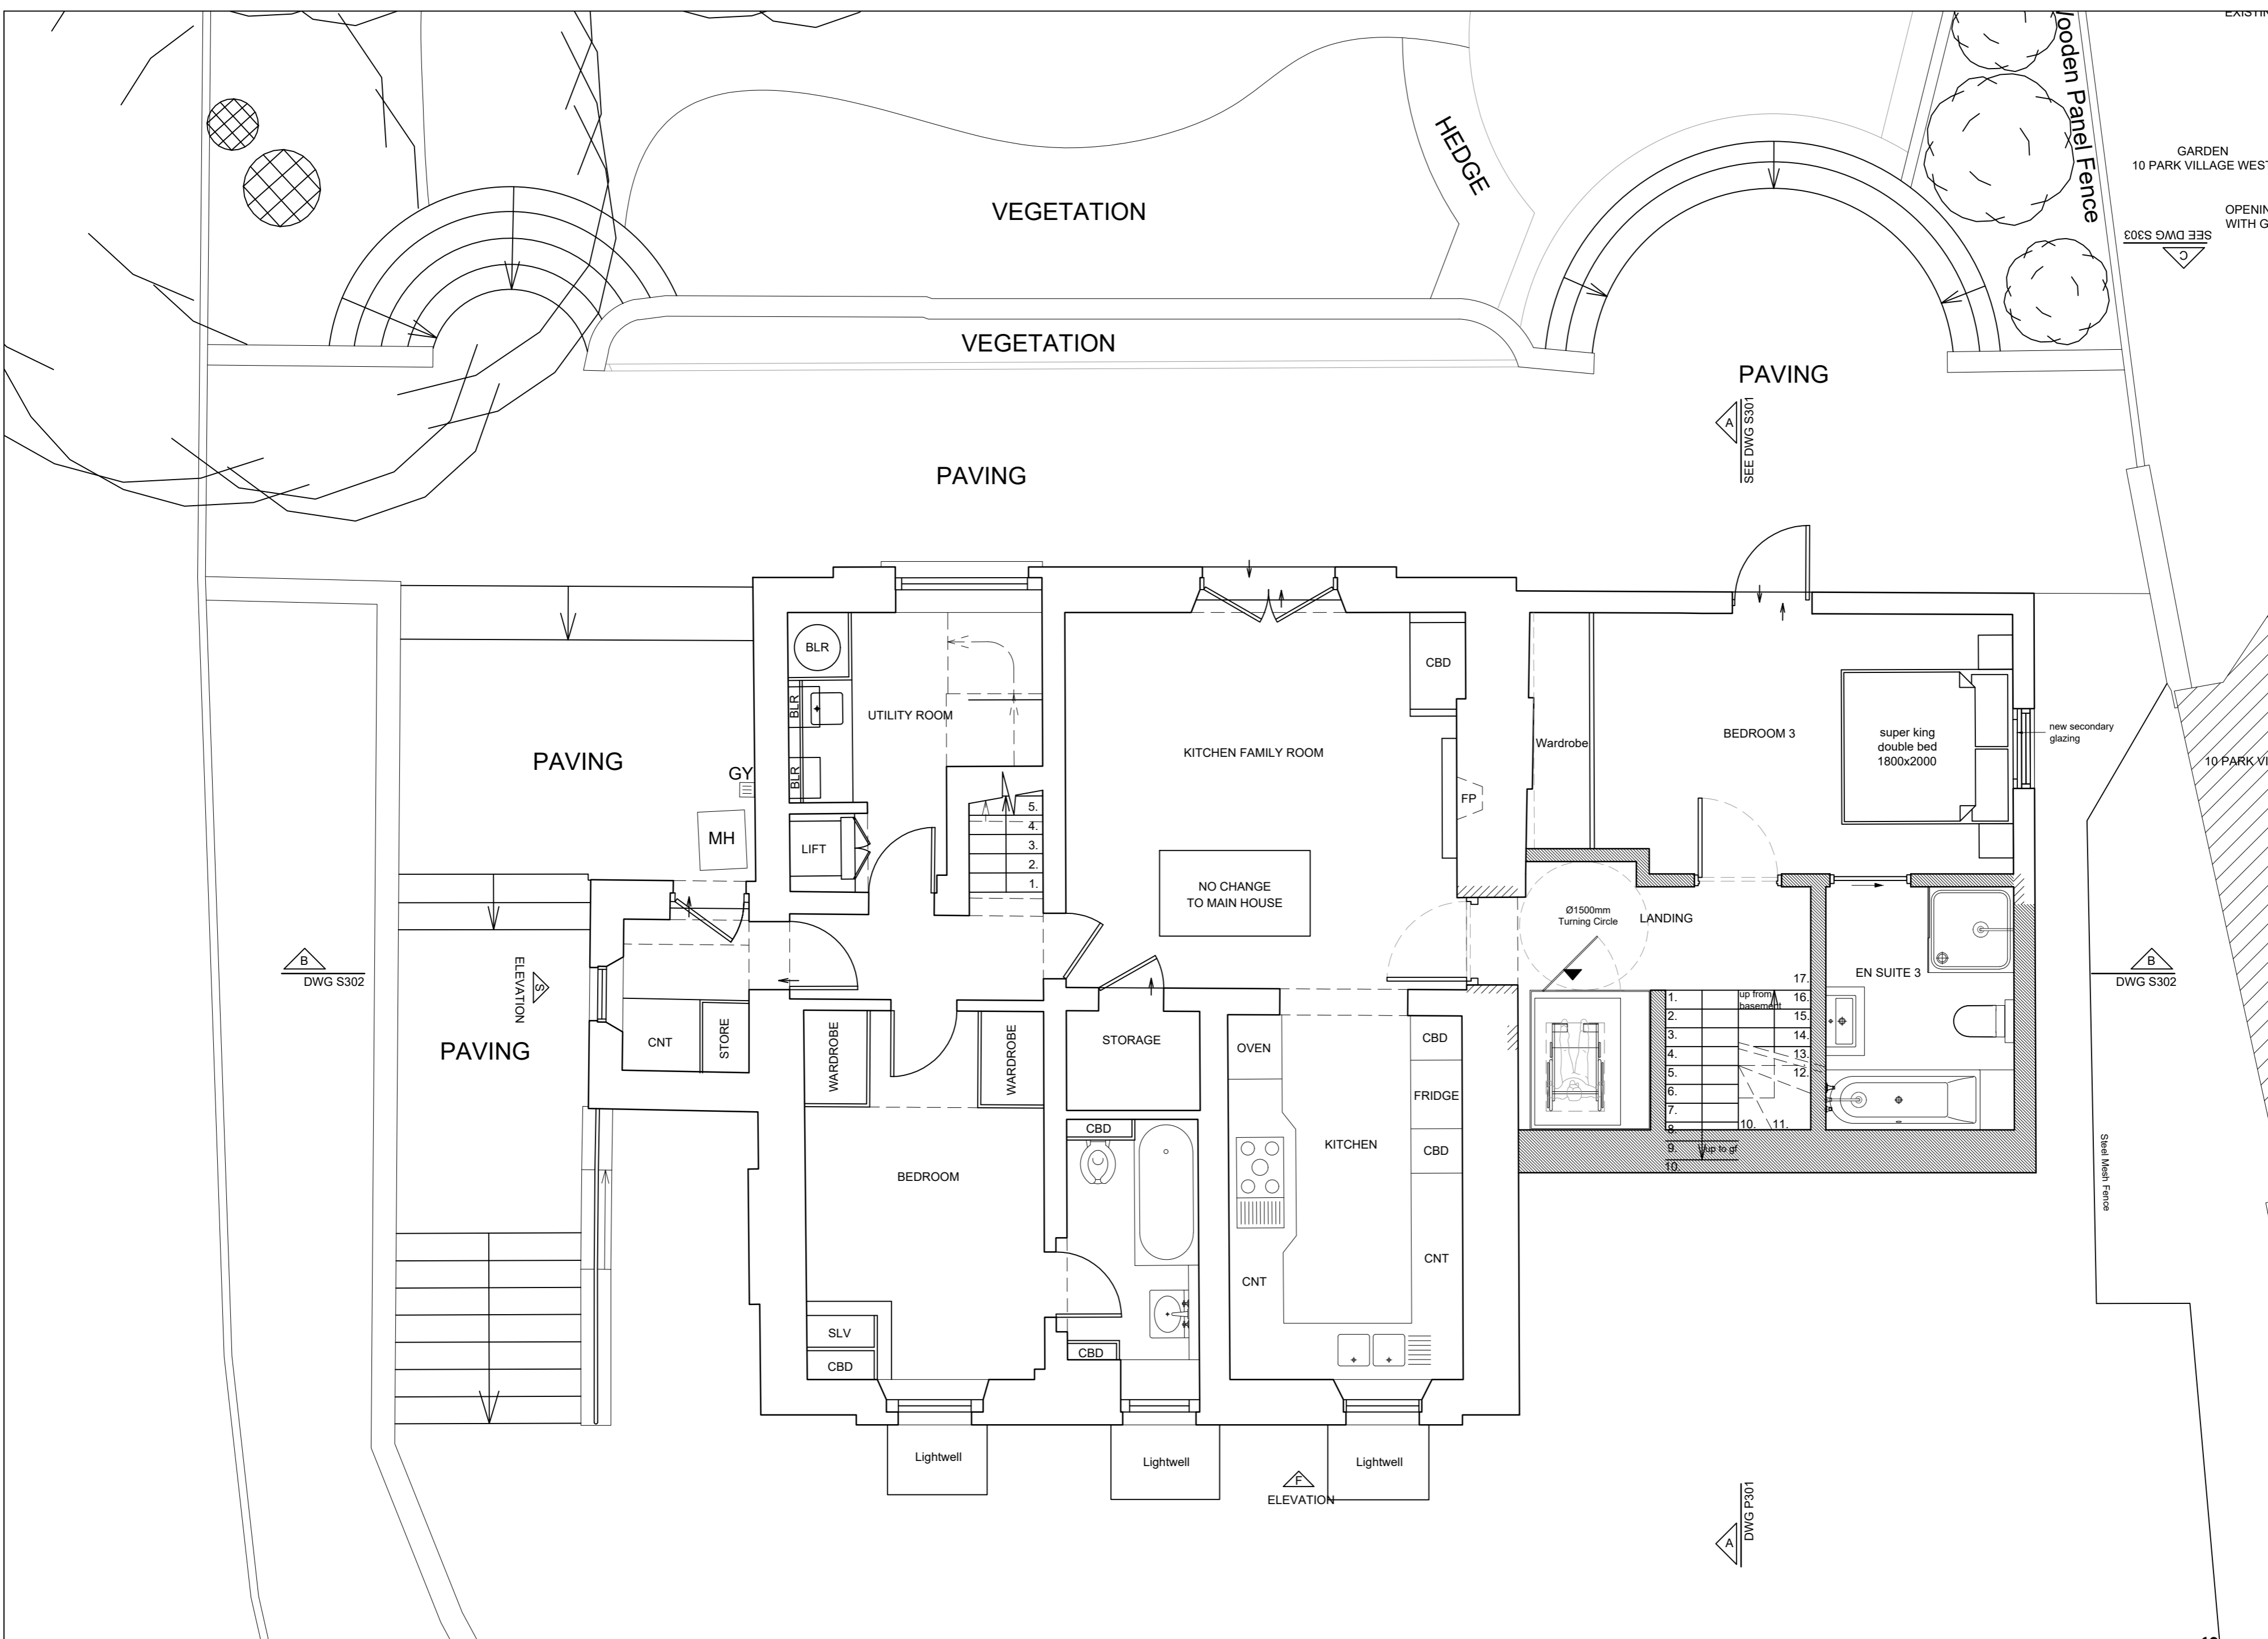 Wooden Panel Fence
GARDEN
10 PARK VILLAGE WEST
SEE DWG S303
C
HEDGE
VEGETATION
VEGETATION
PAVING
A
SEE DWG S301
PAVING
BLR
BLR
BLR
UTILITY ROOM
LIFT
5.
4.
3.
2.
1.
KITCHEN FAMILY ROOM
CBD
FP
NO CHANGE
TO MAIN HOUSE
Wardrobe
BEDROOM 3
super king
double bed
1800x2000
new secondary
glazing
PAVING
GY
MH
B
DWG S302
ELEVATION
S
PAVING
CNT
STORE
WARDROBE
WARDROBE
BEDROOM
SLV
CBD
STORAGE
CBD
CBD
OVEN
KITCHEN
CBD
FRIDGE
CBD
CNT
CNT
Ø1500mm
Turning Circle
LANDING
EN SUITE 3
1.
2.
3.
4.
5.
6.
7.
8.
9.
10.
up from
basement
up to gf
17.
16.
15.
14.
13.
12.
11.
10.
B
DWG S302
Steel Mesh Fence
Lightwell
Lightwell
Lightwell
F
ELEVATION
A
DWG P301